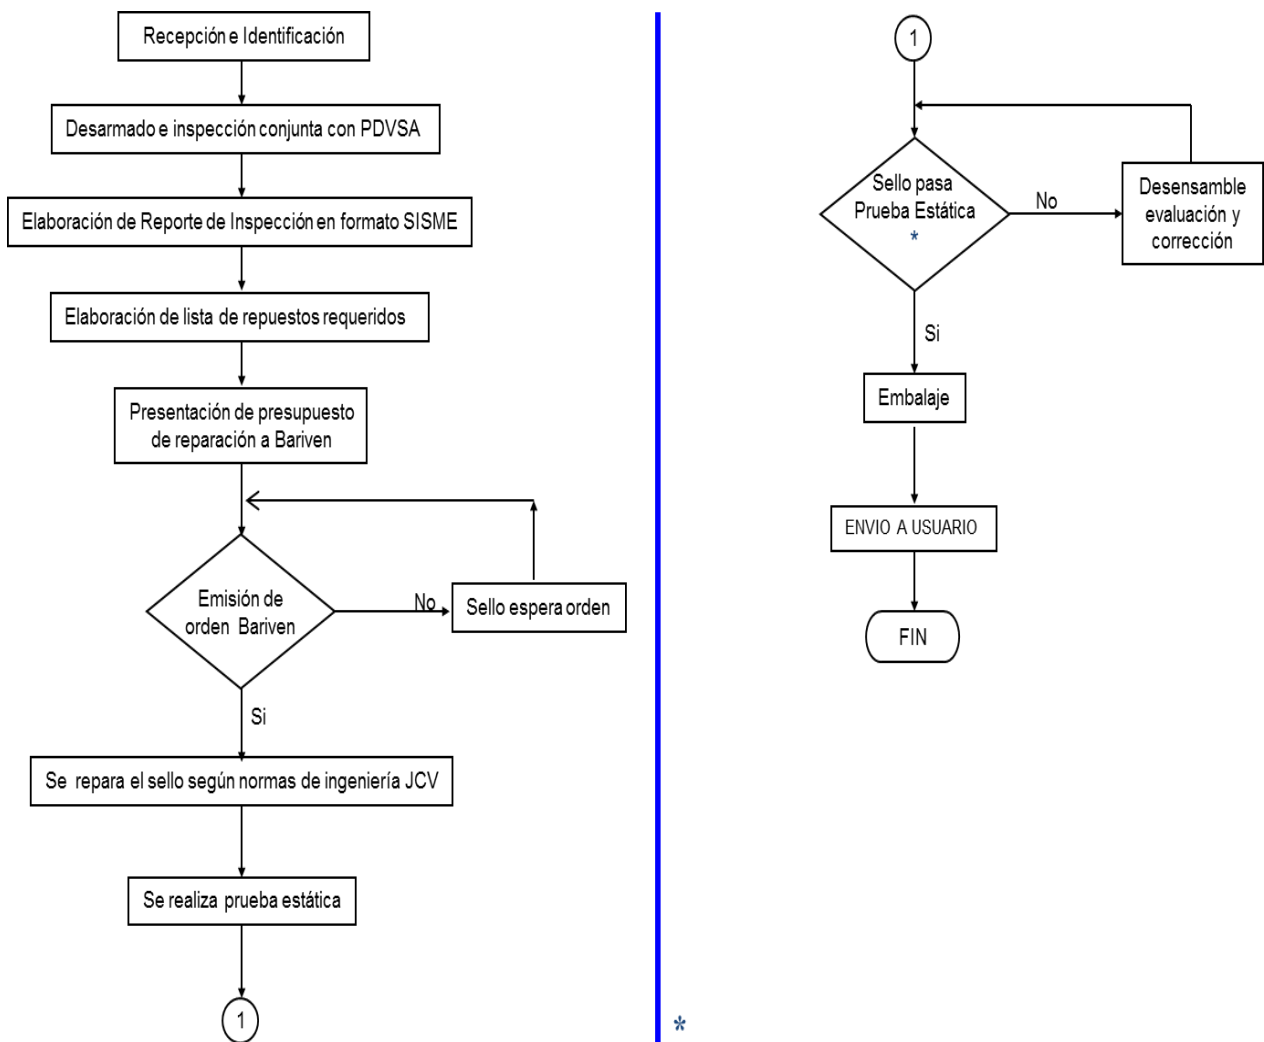 Recepción e Identificación
Desarmado e inspección conjunta con PDVSA
Elaboración de Reporte de Inspección en formato SISME
Elaboración de lista de repuestos requeridos
Presentación de presupuesto
de reparación a Bariven
Emisión de
orden Bariven
No
Sello espera orden
Si
Se repara el sello según normas de ingeniería JCV
Se realiza prueba estática
1
1
Sello pasa
Prueba Estática
*
No
Desensamble
evaluación y
corrección
Si
Embalaje
ENVIO A USUARIO
FIN
*